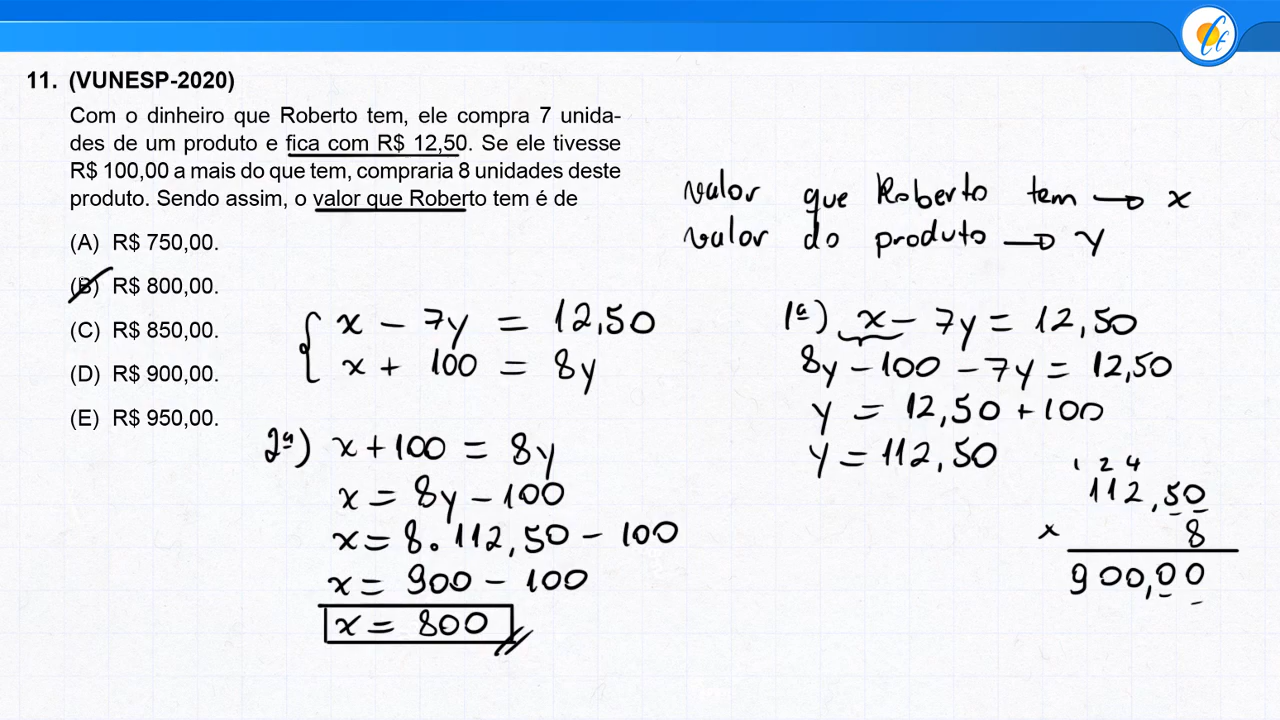 11. (VUNESP-2020)
Com o dinheiro que Roberto tem, ele compra 7 unida-
des de um produto e fica com R$ 12,50. Se ele tivesse
R$ 100,00 a mais do que tem, compraria 8 unidades deste
produto. Sendo assim, o valor que Roberto tem é de
(A) R$ 750,00.
(B) R$ 800,00.
(C) R$ 850,00.
(D) R$ 900,00.
(E) R$ 950,00.
valor que Roberto tem → x
valor do produto → y
{ x - 7y = 12,50
x + 100 = 8y
2ª) x + 100 = 8y
x = 8y - 100
x = 8 . 112,50 - 100
x = 900 - 100
x = 800 //
1ª) x - 7y = 12,50
8y - 100 - 7y = 12,50
y = 12,50 + 100
y = 112,50
1 2 4
112,50
x 8
900,00